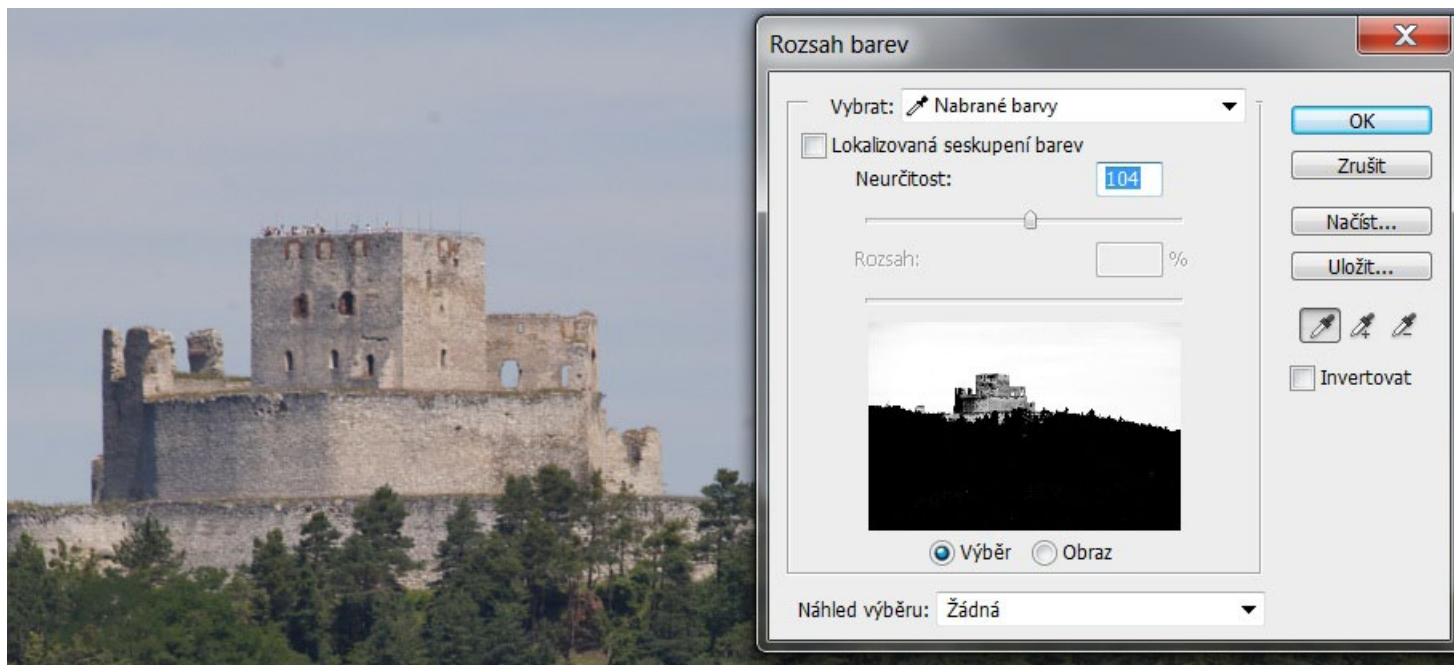 Rozsah barev
Vybrat: Nabrané barvy
Lokalizovaná seskupení barev
Neurčitost: 104
Rozsah: %
Výběr Obraz
Náhled výběru: Žádná
OK
Zrušit
Načíst...
Uložit...
Invertovat